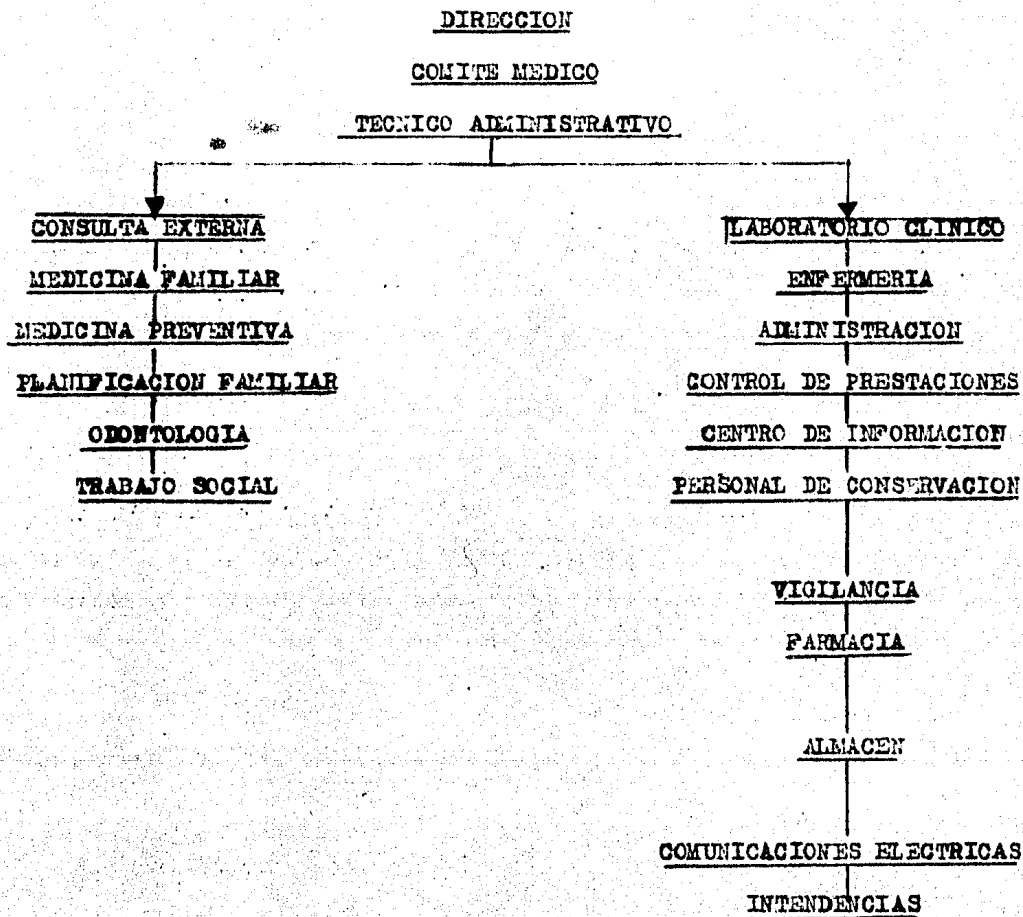 DIRECCION
COMITE MEDICO
TECNICO ADMINISTRATIVO
CONSULTA EXTERNA
MEDICINA FAMILIAR
MEDICINA PREVENTIVA
PLANIFICACION FAMILIAR
ODONTOLOGIA
TRABAJO SOCIAL
LABORATORIO CLINICO
ENFERMERIA
ADMINISTRACION
CONTROL DE PRESTACIONES
CENTRO DE INFORMACION
PERSONAL DE CONSERVACION
VIGILANCIA
FARMACIA
ALMACEN
COMUNICACIONES ELECTRICAS
INTENDENCIAS